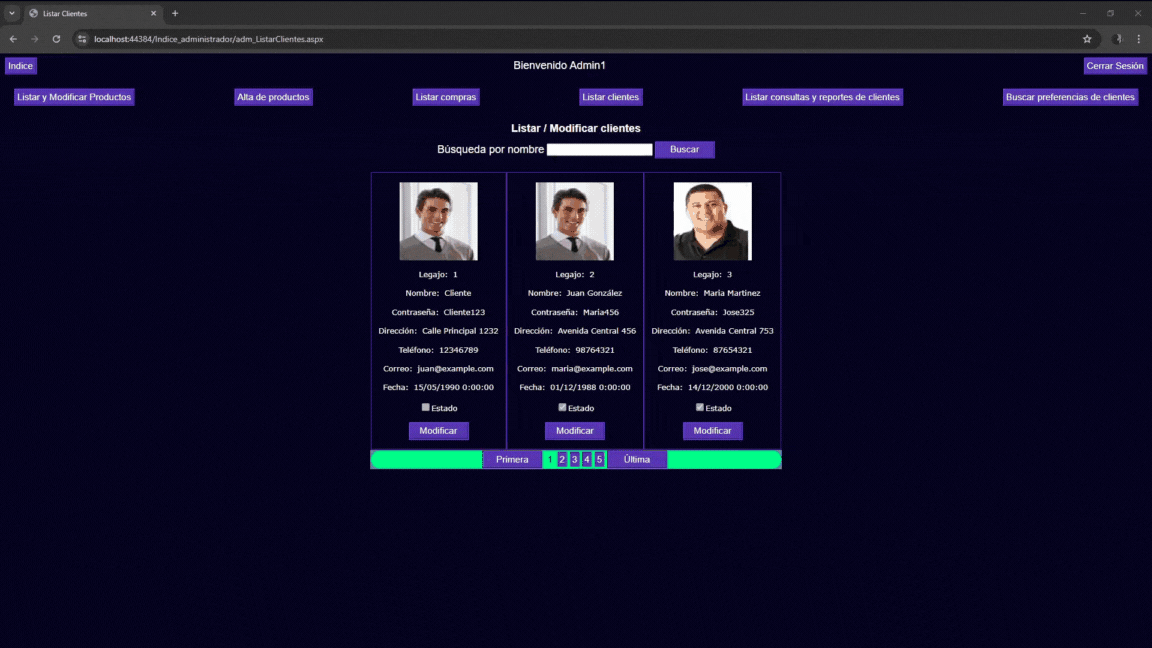 Listar Clientes
localhost:44384/Indice_administrador/adm_ListarClientes.aspx
Indice Bienvenido Admin1 Cerrar Sesión
Listar y Modificar Productos Alta de productos Listar compras Listar clientes Listar consultas y reportes de clientes Buscar preferencias de clientes
Listar / Modificar clientes
Búsqueda por nombre Buscar
Legajo: 1
Nombre: Cliente
Contraseña: Cliente123
Dirección: Calle Principal 1232
Teléfono: 12346789
Correo: juan@example.com
Fecha: 15/05/1990 0:00:00
Estado
Modificar
Legajo: 2
Nombre: Juan González
Contraseña: Maria456
Dirección: Avenida Central 456
Teléfono: 98764321
Correo: maria@example.com
Fecha: 01/12/1988 0:00:00
Estado
Modificar
Legajo: 3
Nombre: Maria Martinez
Contraseña: Jose325
Dirección: Avenida Central 753
Teléfono: 87654321
Correo: jose@example.com
Fecha: 14/12/2000 0:00:00
Estado
Modificar
Primera 1 2 3 4 5 Última